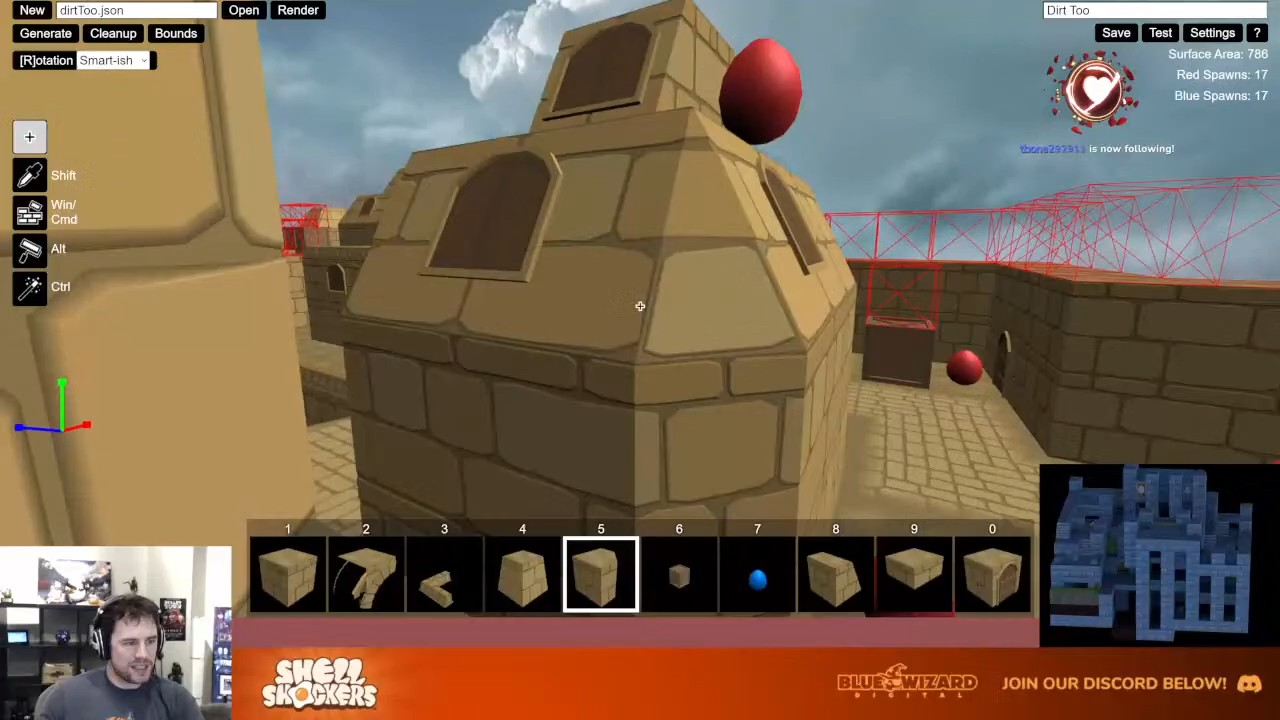 New dirtToo.json Open Render
Generate Cleanup Bounds
[R]otation Smart-ish
+
Shift
Win/
Cmd
Alt
Ctrl
Dirt Too
Save Test Settings ?
Surface Area: 786
Red Spawns: 17
Blue Spawns: 17
is now following!
1 2 3 4 5 6 7 8 9 0
SHELL
SHOCKERS
BLUE WIZARD
DIGITAL
JOIN OUR DISCORD BELOW!